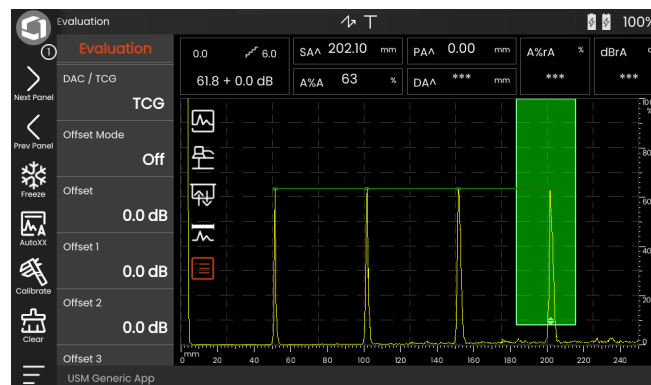 Evaluation
100%
1
Evaluation
0.0 6.0
SA^ 202.10 mm
PA^ 0.00 mm
A%rA %
dBrA
61.8 + 0.0 dB
A%A 63 %
DA^ *** mm
***
***
Next Panel
DAC / TCG
TCG
Prev Panel
Offset Mode
Off
Freeze
Offset
0.0 dB
AutoXX
Offset 1
0.0 dB
Calibrate
Offset 2
0.0 dB
Clear
Offset 3
100
%
80
60
40
20
0
mm 20 40 60 80 100 120 140 160 180 200 220 240
USM Generic App